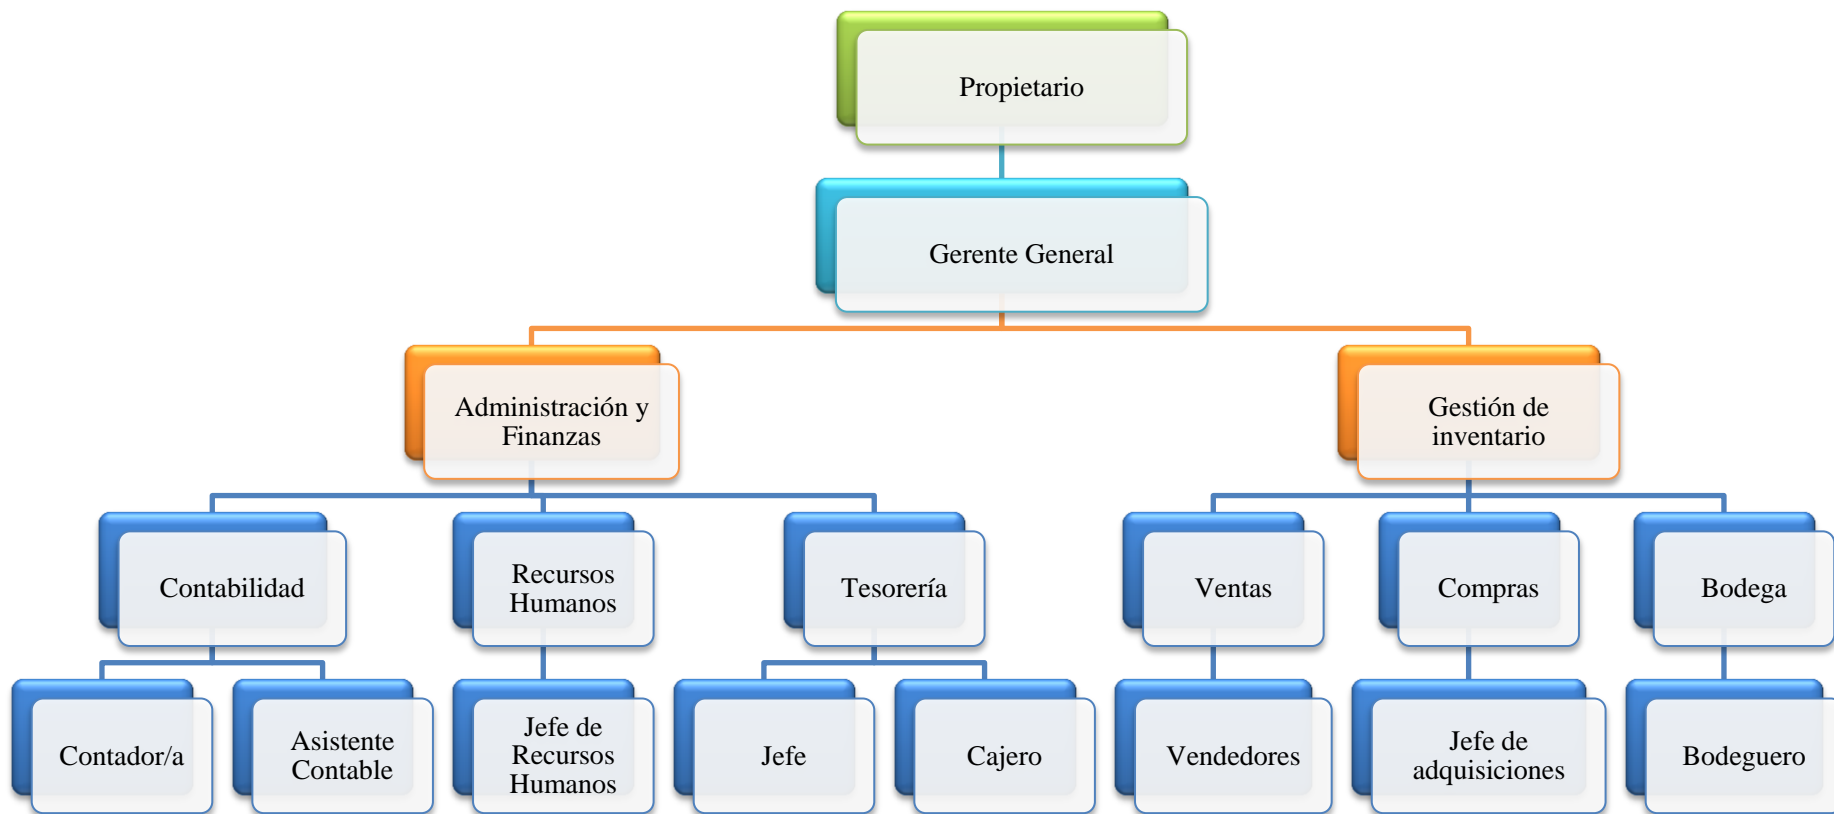 Propietario
Gerente General
Administración y
Finanzas
Gestión de
inventario
Contabilidad
Recursos
Humanos
Tesorería
Ventas
Compras
Bodega
Contador/a
Asistente
Contable
Jefe de
Recursos
Humanos
Jefe
Cajero
Vendedores
Jefe de
adquisiciones
Bodeguero